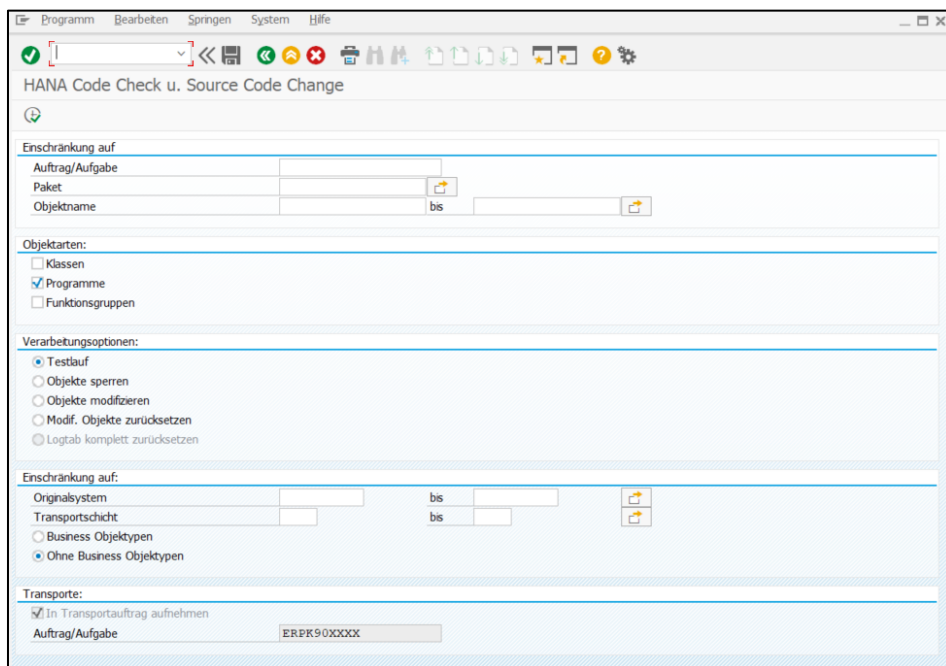 Programm Bearbeiten Springen System Hilfe
HANA Code Check u. Source Code Change
Einschränkung auf
Auftrag/Aufgabe
Paket
Objektname bis
Objektarten:
Klassen
Programme
Funktionsgruppen
Verarbeitungsoptionen:
Testlauf
Objekte sperren
Objekte modifizieren
Modif. Objekte zurücksetzen
Logtab komplett zurücksetzen
Einschränkung auf:
Originalsystem bis
Transportschicht bis
Business Objektypen
Ohne Business Objektypen
Transporte:
In Transportauftrag aufnehmen
Auftrag/Aufgabe ERPK90XXXX